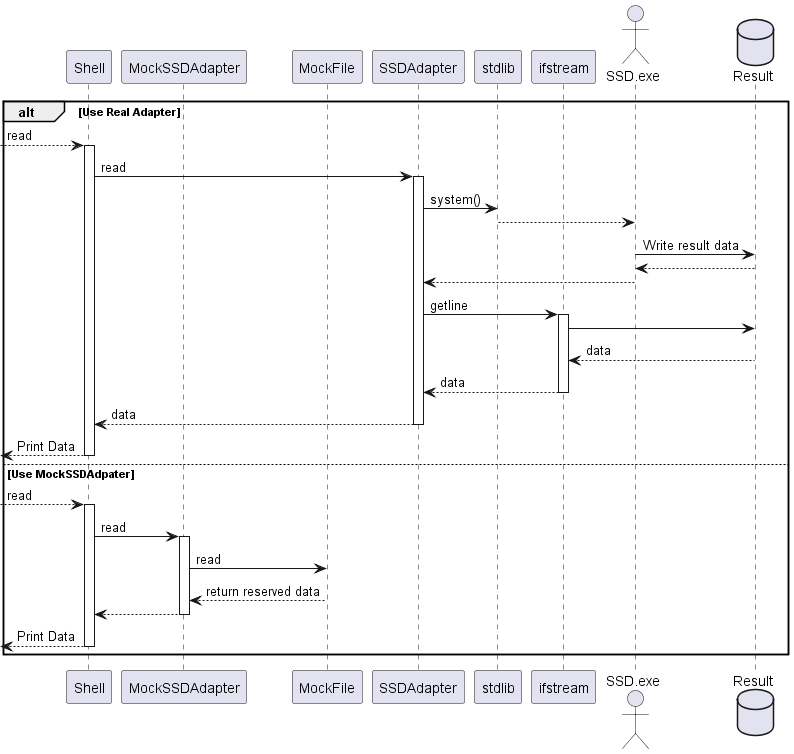 SSD.exe
Result
Shell
MockSSDAdapter
MockFile
SSDAdapter
stdlib
ifstream
alt
[Use Real Adapter]
read
read
system()
Write result data
getline
data
data
data
Print Data
[Use MockSSDAdpater]
read
read
read
return reserved data
Print Data
Shell
MockSSDAdapter
MockFile
SSDAdapter
stdlib
ifstream
SSD.exe
Result